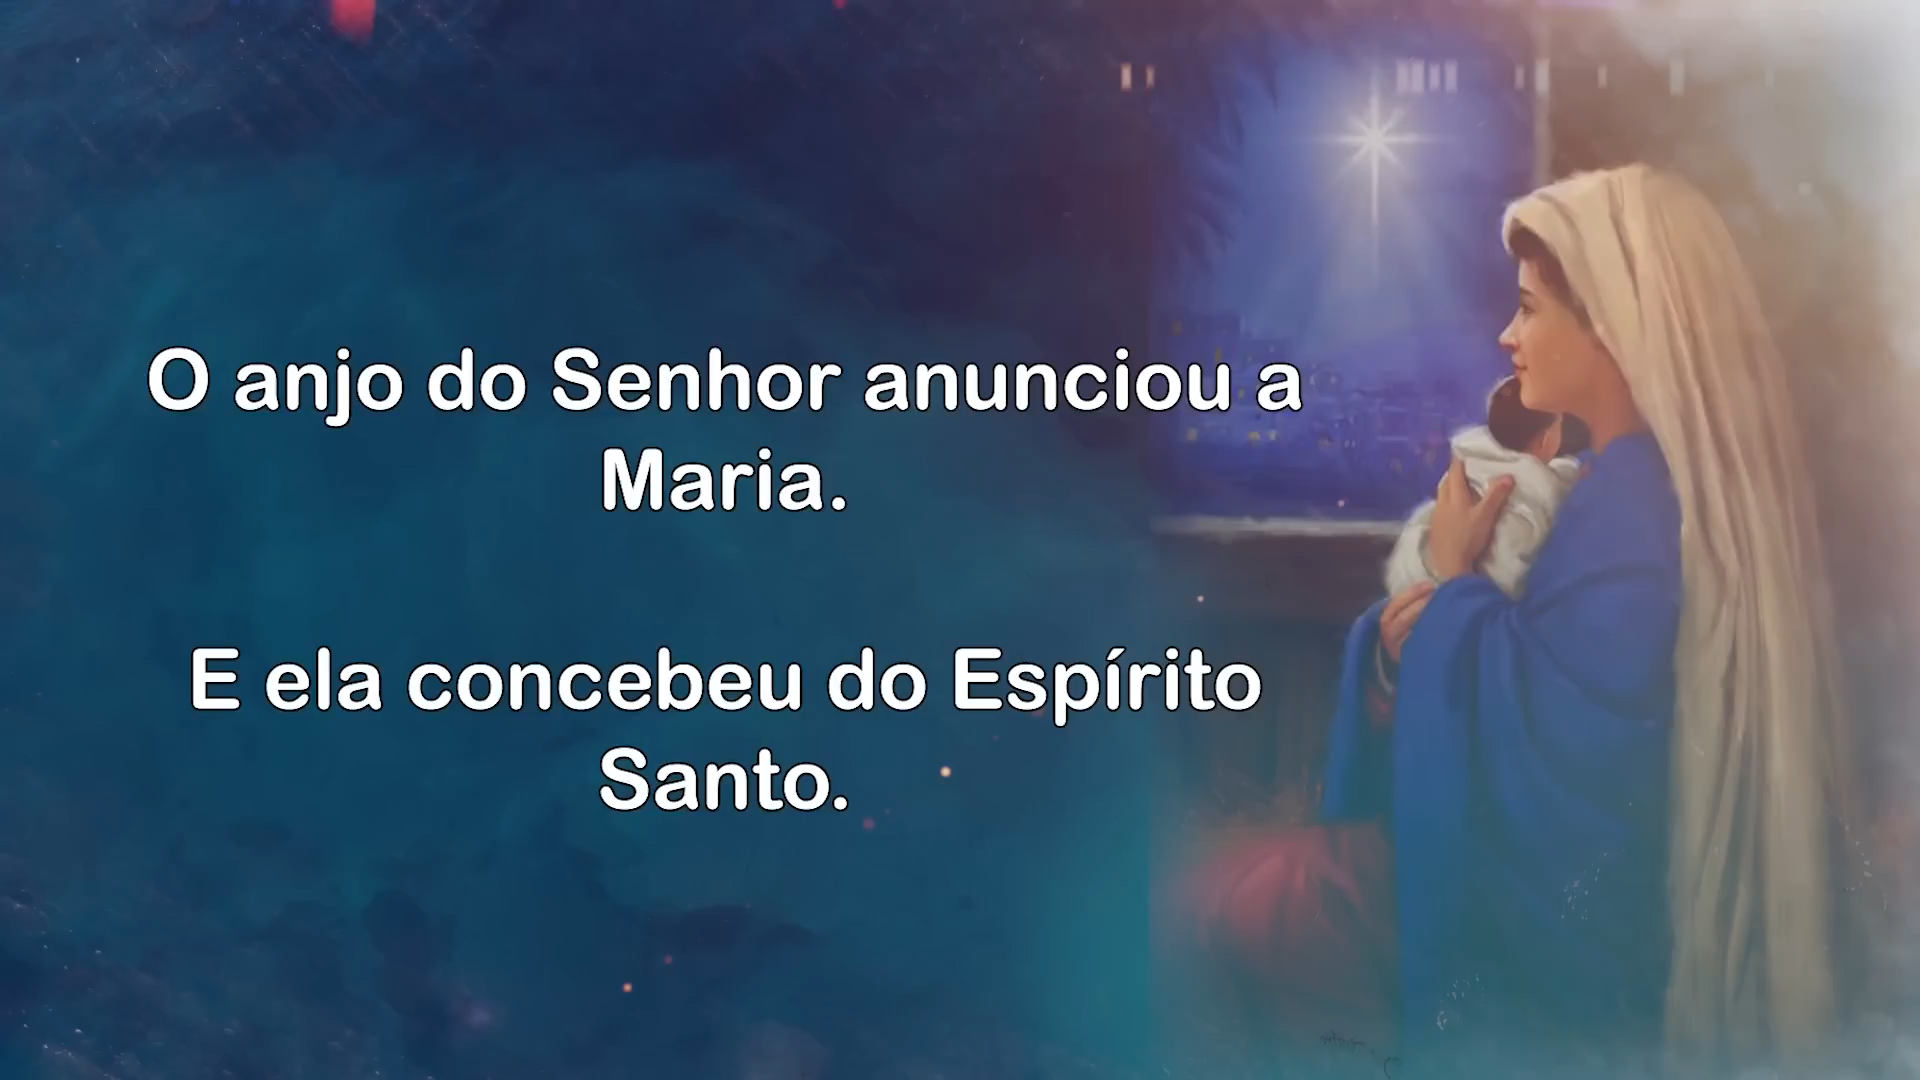 O anjo do Senhor anunciou a
Maria.
E ela concebeu do Espírito
Santo.